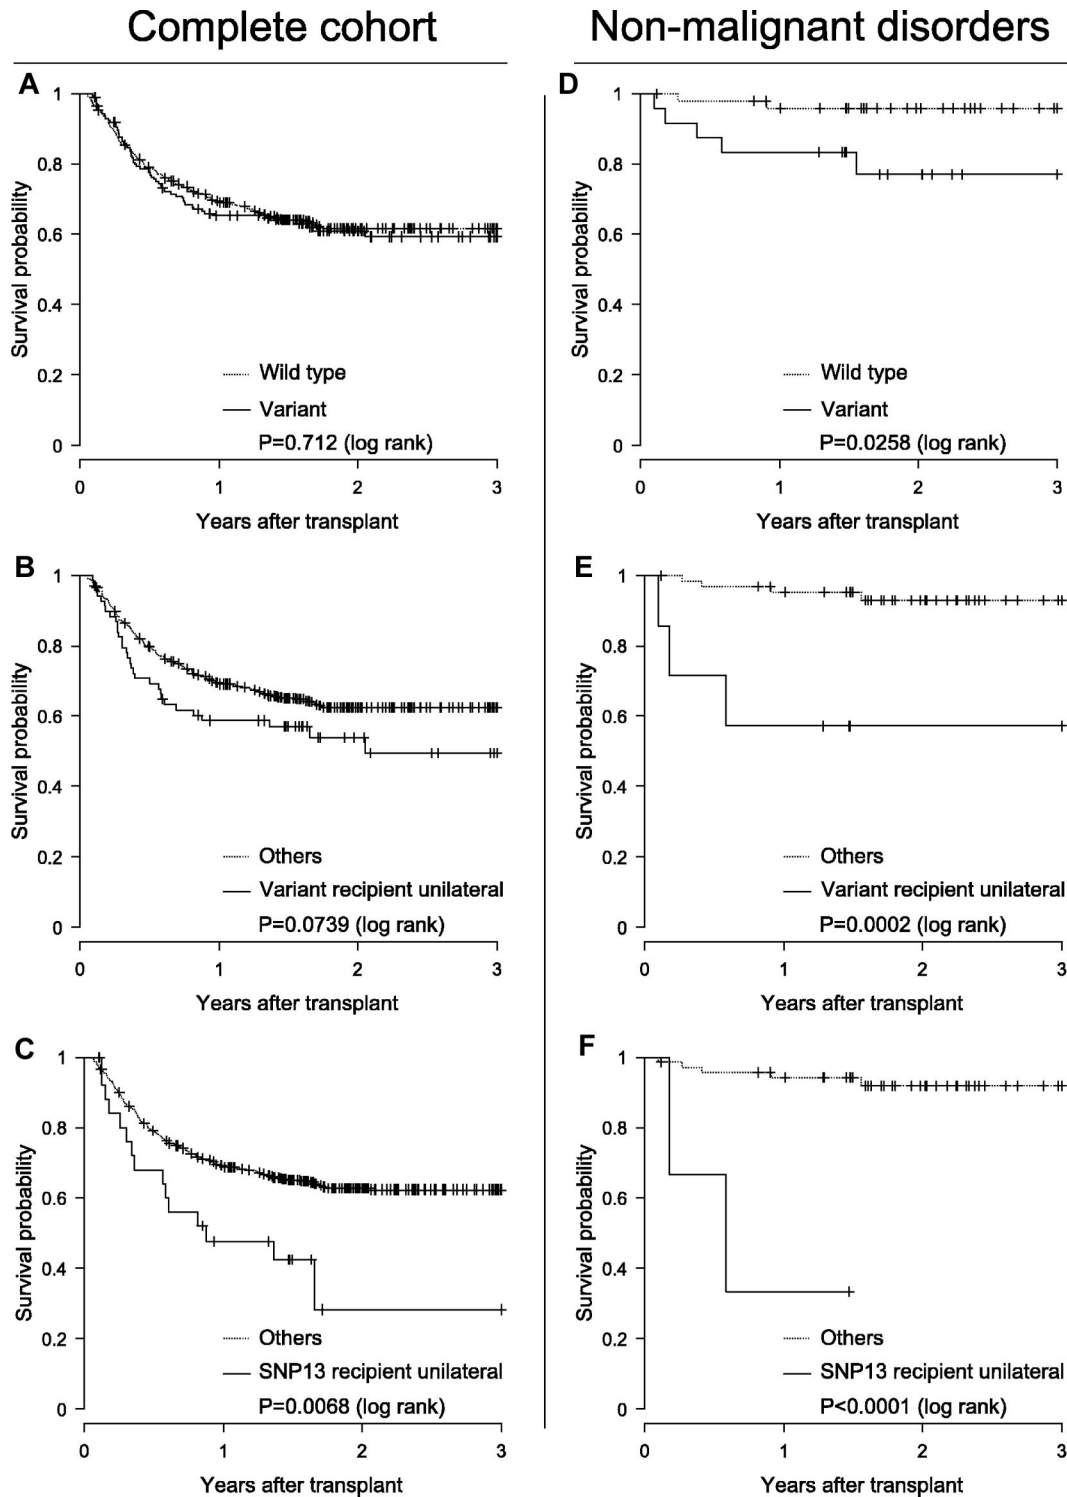 Complete cohort
Non-malignant disorders
A
1
0.8
0.6
0.4
0.2
0
Survival probability
Wild type
Variant
P=0.712 (log rank)
0 1 2 3
Years after transplant
D
1
0.8
0.6
0.4
0.2
0
Survival probability
Wild type
Variant
P=0.0258 (log rank)
0 1 2 3
Years after transplant
B
1
0.8
0.6
0.4
0.2
0
Survival probability
Others
Variant recipient unilateral
P=0.0739 (log rank)
0 1 2 3
Years after transplant
E
1
0.8
0.6
0.4
0.2
0
Survival probability
Others
Variant recipient unilateral
P=0.0002 (log rank)
0 1 2 3
Years after transplant
C
1
0.8
0.6
0.4
0.2
0
Survival probability
Others
SNP13 recipient unilateral
P=0.0068 (log rank)
0 1 2 3
Years after transplant
F
1
0.8
0.6
0.4
0.2
0
Survival probability
Others
SNP13 recipient unilateral
P<0.0001 (log rank)
0 1 2 3
Years after transplant